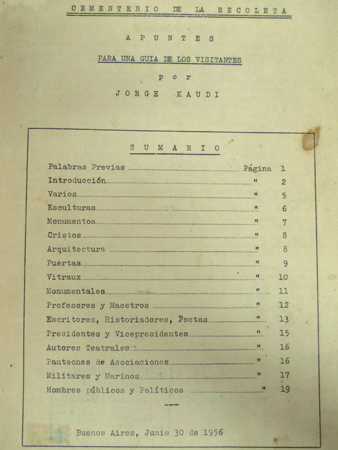 CEMENTERIO DE LA RECOLETA
APUNTES
PARA UNA GUIA DE LOS VISITANTES
por
JORGE KAUDI
SUMARIO
Palabras Previas Página 1
Introducción " 2
Varios " 5
Esculturas " 6
Monumentos " 7
Cristos " 8
Arquitectura " 8
Puertas " 9
Vitraux " 10
Monumentales " 11
Profesores y Maestros " 12
Escritores, Historiadores, Poetas " 13
Presidentes y Vicepresidentes " 15
Autores Teatrales " 16
Panteones de Asociaciones " 16
Militares y Marinos " 17
Hombres públicos y Políticos " 19
---
Buenos Aires, Junio 30 de 1956